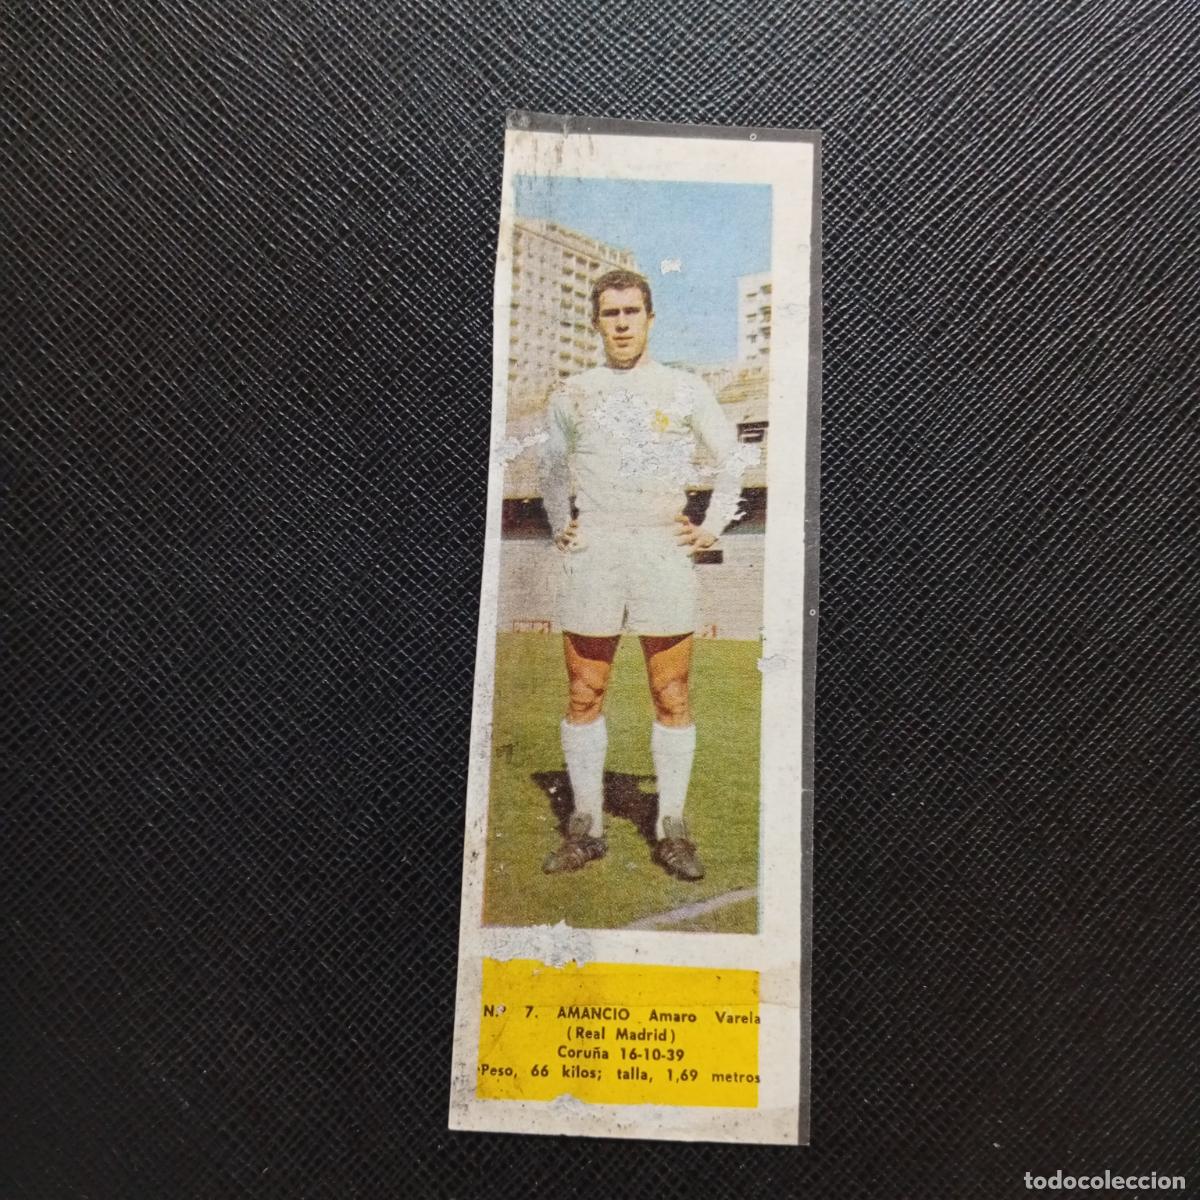 N.º 7. AMANCIO Amaro Varela
(Real Madrid)
Coruña 16-10-39
Peso, 66 kilos; talla, 1,69 metros
todocoleccion